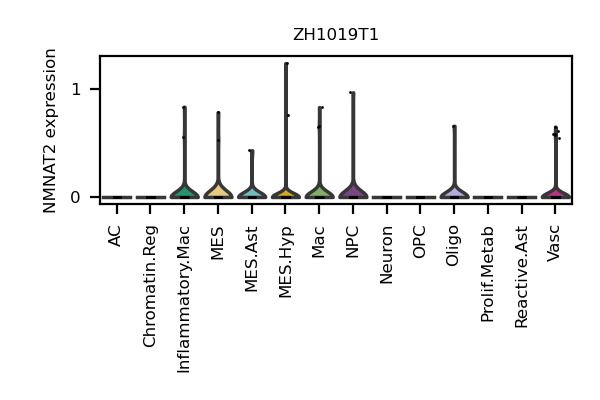 ZH1019T1
NMNAT2 expression
1
0
AC
Chromatin.Reg
Inflammatory.Mac
MES
MES.Ast
MES.Hyp
Mac
NPC
Neuron
OPC
Oligo
Prolif.Metab
Reactive.Ast
Vasc